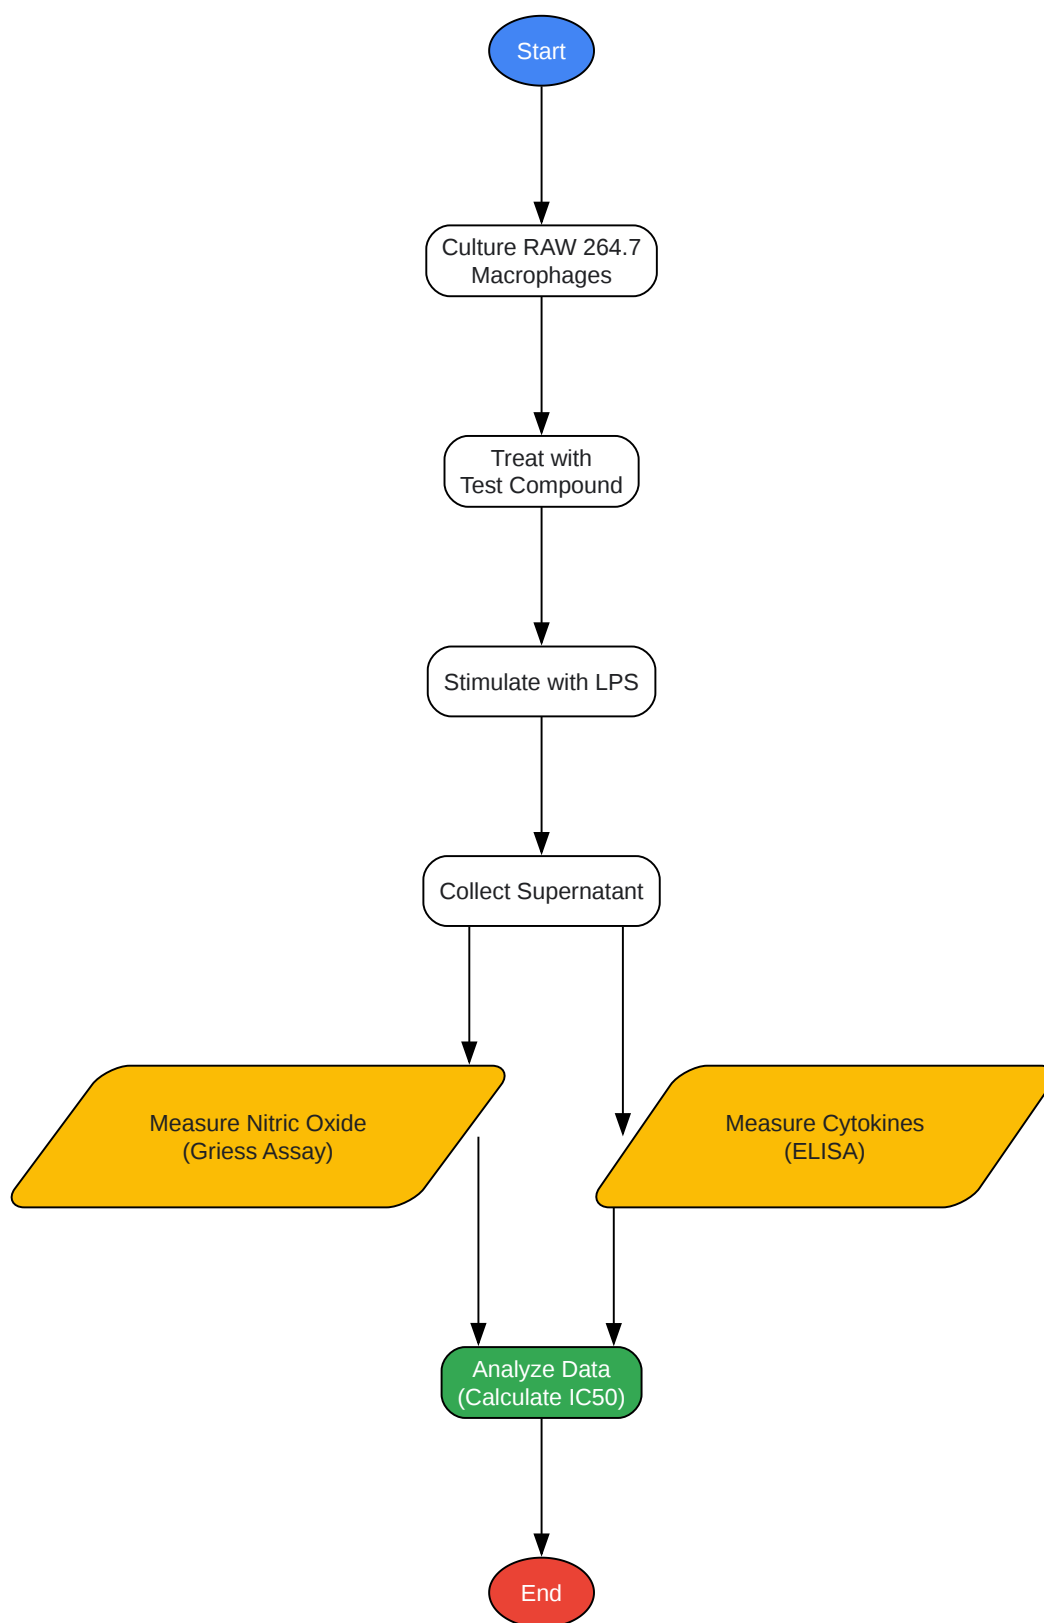 Start
Culture RAW 264.7
Macrophages
Treat with
Test Compound
Stimulate with LPS
Collect Supernatant
Measure Nitric Oxide
(Griess Assay)
Measure Cytokines
(ELISA)
Analyze Data
(Calculate IC50)
End